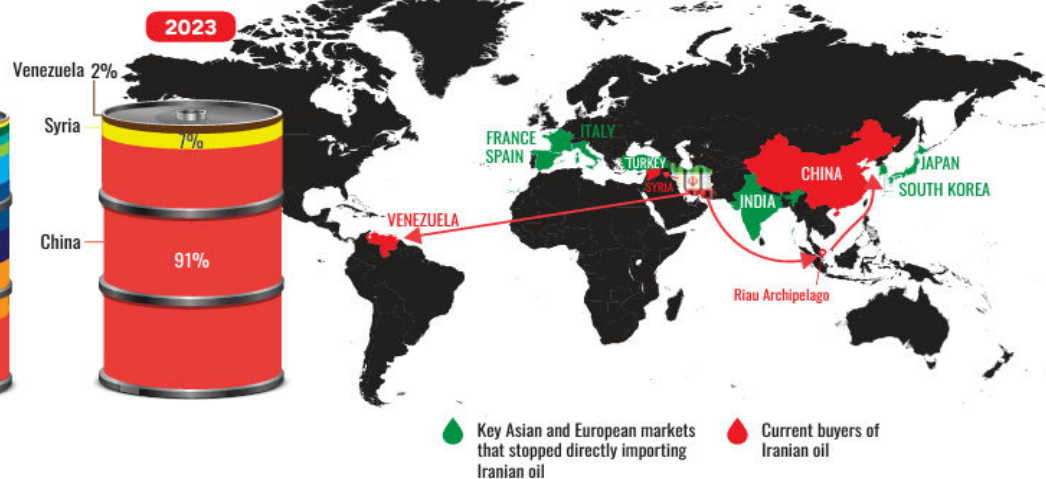 2023
Venezuela 2%
Syria
7%
China
91%
FRANCE
SPAIN
ITALY
TURKEY
SYRIA
VENEZUELA
INDIA
CHINA
JAPAN
SOUTH KOREA
Riau Archipelago
Key Asian and European markets
that stopped directly importing
Iranian oil
Current buyers of
Iranian oil